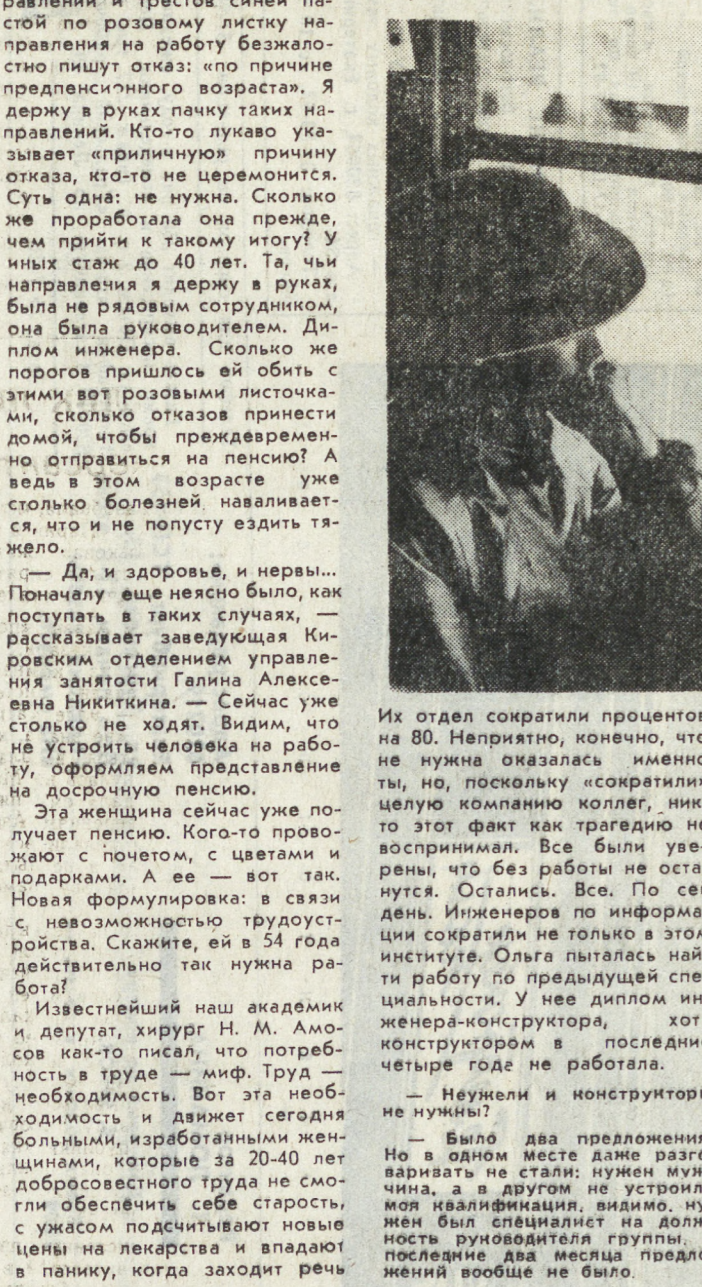 равлений и трестов синей па-
стой по розовому листку на-
правления на работу безжало-
стно пишут отказ: «по причине
предпенсионного возраста». Я
держу в руках пачку таких на-
правлений. Кто-то лукаво ука-
зывает «приличную» причину
отказа, кто-то не церемонится.
Суть одна: не нужна. Сколько
же проработала она прежде,
чем прийти к такому итогу? У
иных стаж до 40 лет. Та, чьи
направления я держу в руках,
была не рядовым сотрудником,
она была руководителем. Ди-
плом инженера. Сколько же
порогов пришлось ей обить с
этими вот розовыми листочка-
ми, сколько отказов принести
домой, чтобы преждевремен-
но отправиться на пенсию? А
ведь в этом возрасте уже
столько болезней наваливает-
ся, что и не попусту ездить тя-
жело.
— Да, и здоровье, и нервы...
Поначалу еще неясно было, как
поступать в таких случаях, —
рассказывает заведующая Ки-
ровским отделением управле-
ния занятости Галина Алексе-
евна Никиткина. — Сейчас уже
столько не ходят. Видим, что
не устроить человека на рабо-
ту, оформляем представление
на досрочную пенсию.
Эта женщина сейчас уже по-
лучает пенсию. Кого-то прово-
жают с почетом, с цветами и
подарками. А ее — вот так.
Новая формулировка: в связи
с невозможностью трудоуст-
ройства. Скажите, ей в 54 года
действительно так нужна ра-
бота?
Известнейший наш академик
и депутат, хирург Н. М. Амо-
сов как-то писал, что потреб-
ность в труде — миф. Труд —
необходимость. Вот эта необ-
ходимость и движет сегодня
больными, изработанными жен-
щинами, которые за 20-40 лет
добросовестного труда не смо-
гли обеспечить себе старость,
с ужасом подсчитывают новые
цены на лекарства и впадают
в панику, когда заходит речь
Их отдел сократили процентов
на 80. Неприятно, конечно, что
не нужна оказалась именно
ты, но, поскольку «сократили»
целую компанию коллег, ник
то этот факт как трагедию не
воспринимал. Все были уве-
рены, что без работы не оста
нутся. Остались. Все. По се
день. Инженеров по информа
ции сократили не только в этом
институте. Ольга пыталась най
ти работу по предыдущей спе
циальности. У нее диплом ин
женера-конструктора, хот
конструктором в последни
четыре года не работала.
— Неужели и конструктор
не нужны?
— Было два предложения
Но в одном месте даже разго
варивать не стали: нужен муж
чина, а в другом не устроил
моя квалификация, видимо, ну
жен был специалист на долж
ность руководителя группы.
последние два месяца предло
жений вообще не было.